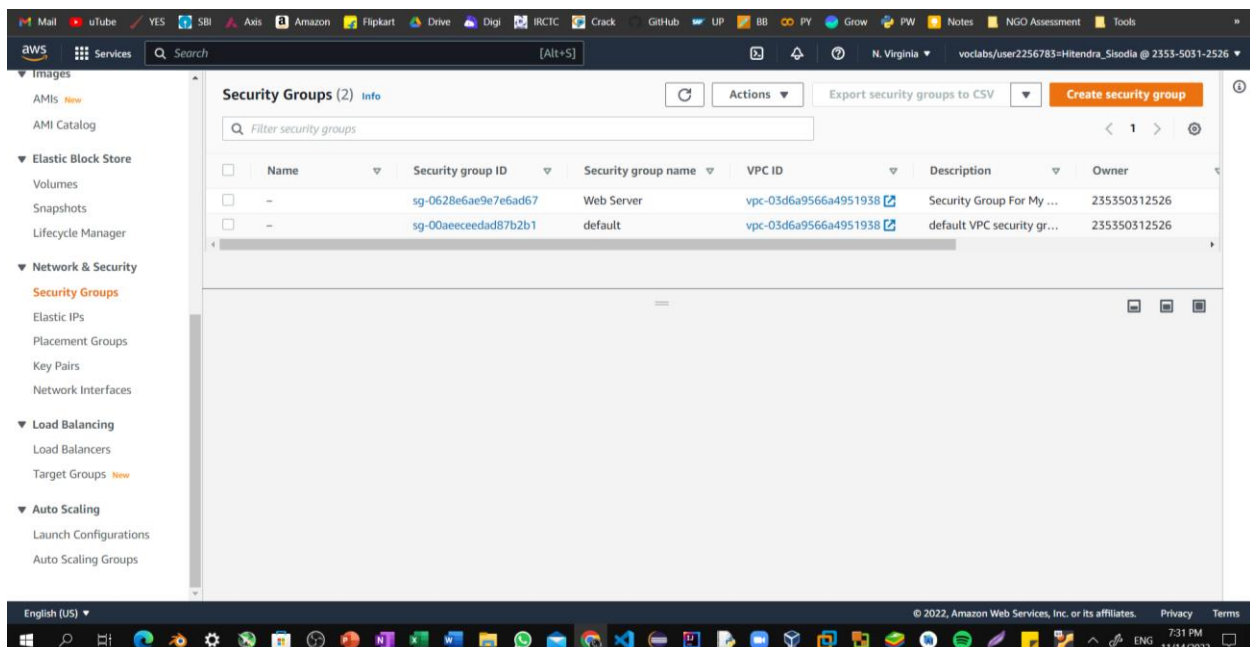 Mail uTube YES SBI Axis Amazon Flipkart Drive Digi IRCTC Crack GitHub UP BB PY Grow PW Notes NGO Assessment Tools »
aws Services Search [Alt+S] N. Virginia voclabs/user2256783=Hitendra_Sisodia @ 2353-5031-2526
Images
AMIs New
AMI Catalog
Elastic Block Store
Volumes
Snapshots
Lifecycle Manager
Network & Security
Security Groups
Elastic IPs
Placement Groups
Key Pairs
Network Interfaces
Load Balancing
Load Balancers
Target Groups New
Auto Scaling
Launch Configurations
Auto Scaling Groups
Security Groups (2) Info Actions Export security groups to CSV Create security group
Filter security groups < 1 >
Name Security group ID Security group name VPC ID Description Owner
– sg-0628e6ae9e7e6ad67 Web Server vpc-03d6a9566a4951938 Security Group For My ... 235350312526
– sg-00aeeceedad87b2b1 default vpc-03d6a9566a4951938 default VPC security gr... 235350312526
English (US) © 2022, Amazon Web Services, Inc. or its affiliates. Privacy Terms
ENG 7:31 PM